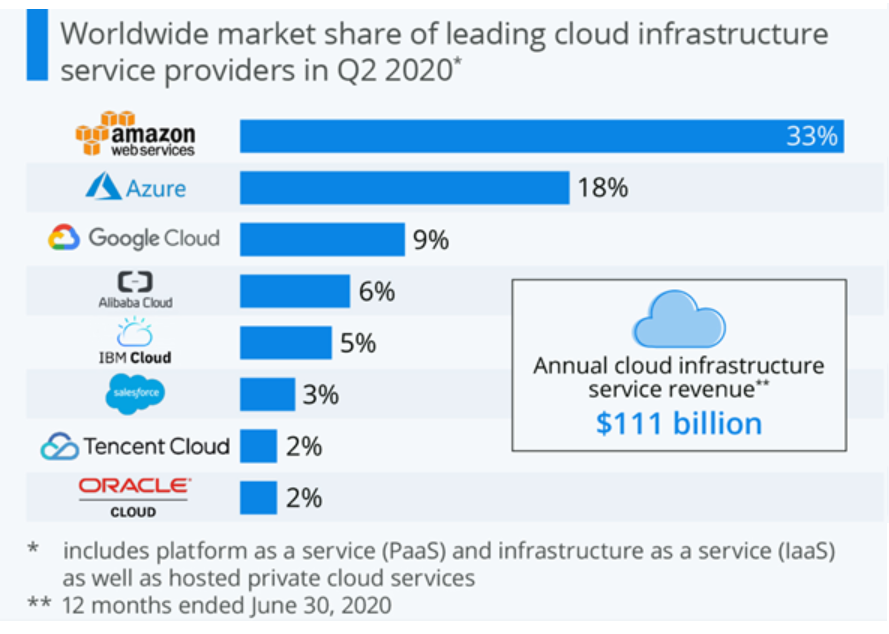 Worldwide market share of leading cloud infrastructure
service providers in Q2 2020*
amazon
webservices
33%
Azure
18%
Google Cloud
9%
Alibaba Cloud
6%
IBM Cloud
5%
salesforce
3%
Tencent Cloud
2%
ORACLE
CLOUD
2%
Annual cloud infrastructure
service revenue**
$111 billion
* includes platform as a service (PaaS) and infrastructure as a service (IaaS)
as well as hosted private cloud services
** 12 months ended June 30, 2020